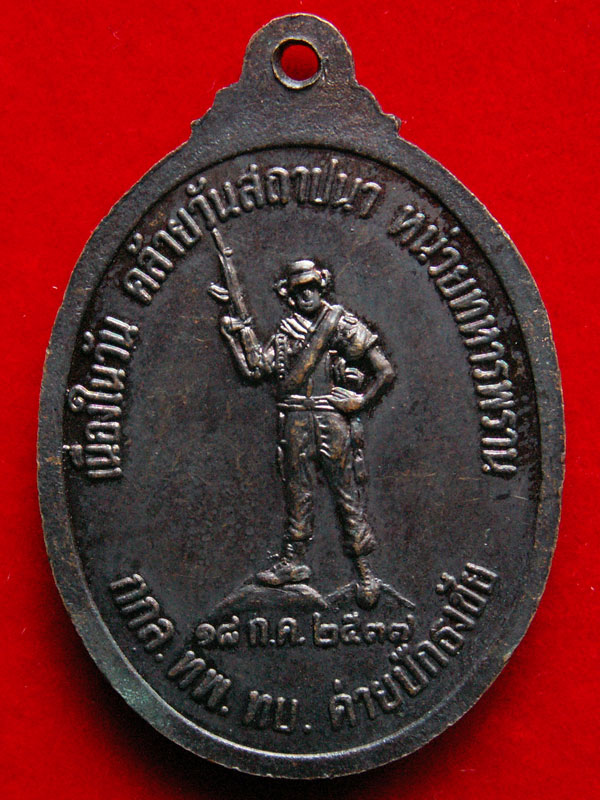 เนื่องในวัน คล้ายวันสถาปนา หน่วยทหารพราน
๑๘ ก.ค. ๒๕๓๗
กกล. ทพ. ทบ. ค่ายปักธงชัย